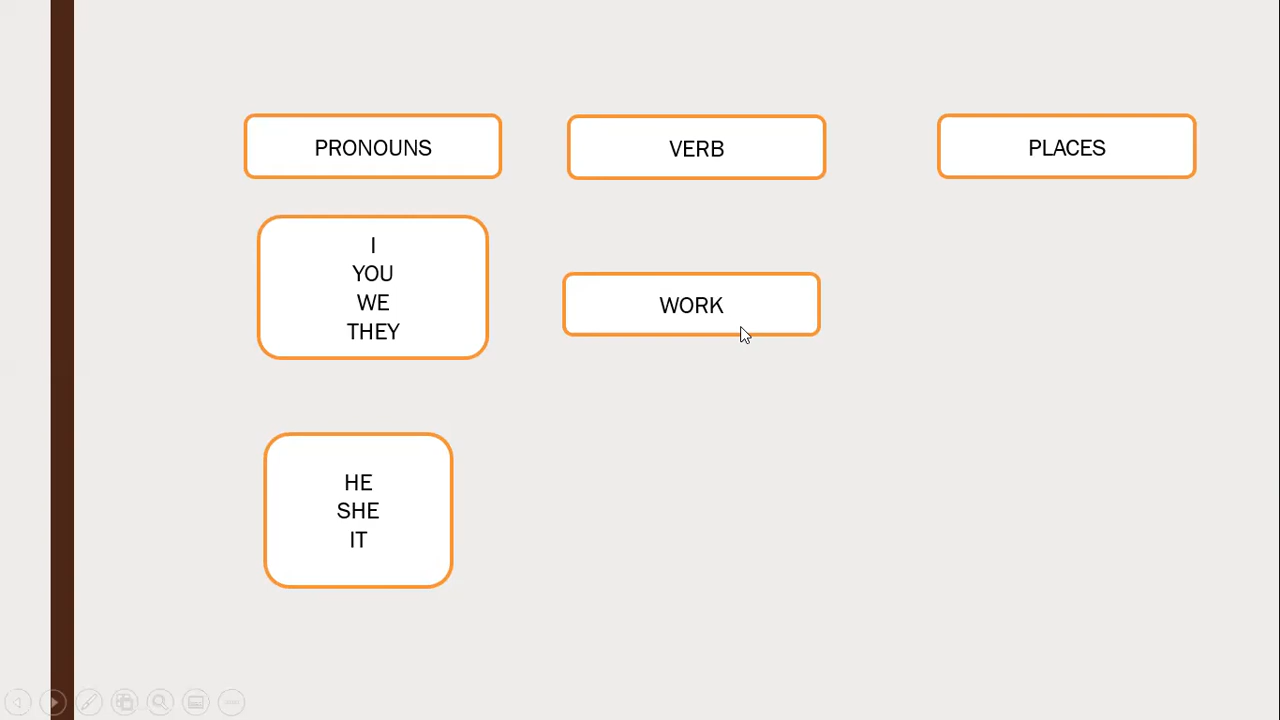 PRONOUNS
VERB
PLACES
I
YOU
WE
THEY
WORK
HE
SHE
IT